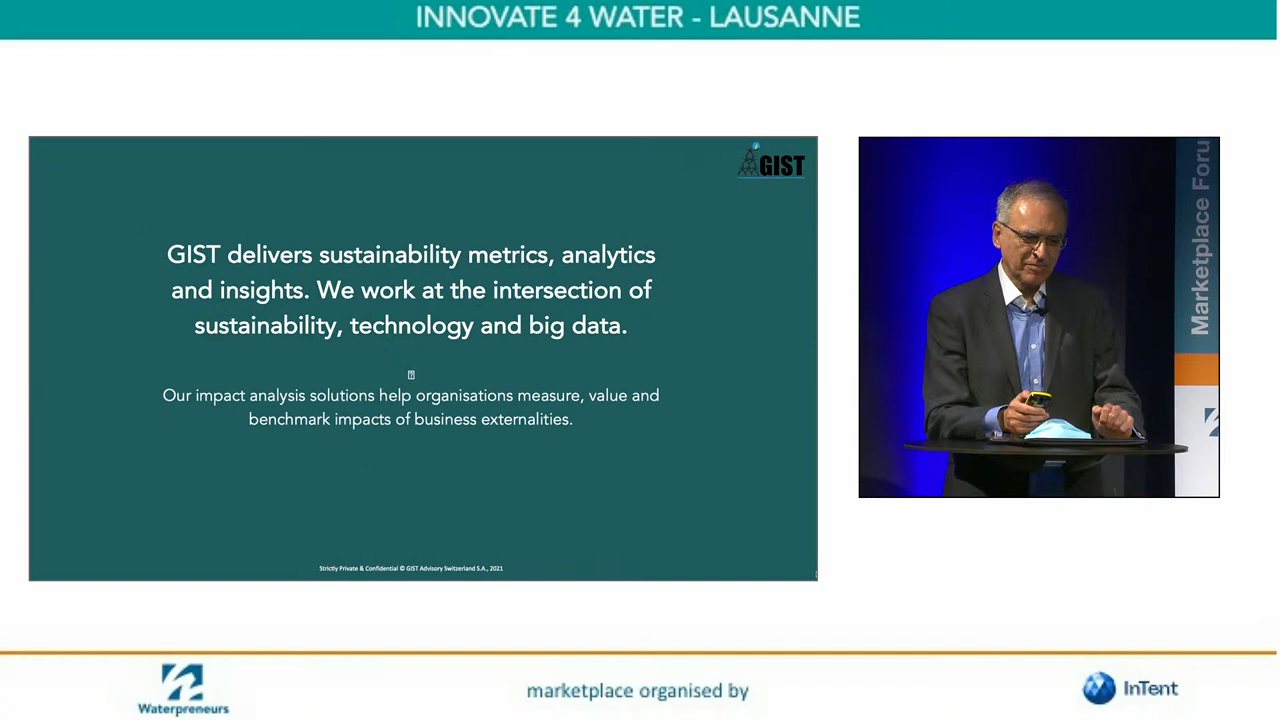 INNOVATE 4 WATER - LAUSANNE
GIST
GIST delivers sustainability metrics, analytics
and insights. We work at the intersection of
sustainability, technology and big data.
Our impact analysis solutions help organisations measure, value and
benchmark impacts of business externalities.
Strictly Private & Confidential © GIST Advisory Switzerland S.A., 2021
Marketplace Foru
Waterpreneurs
marketplace organised by
InTent